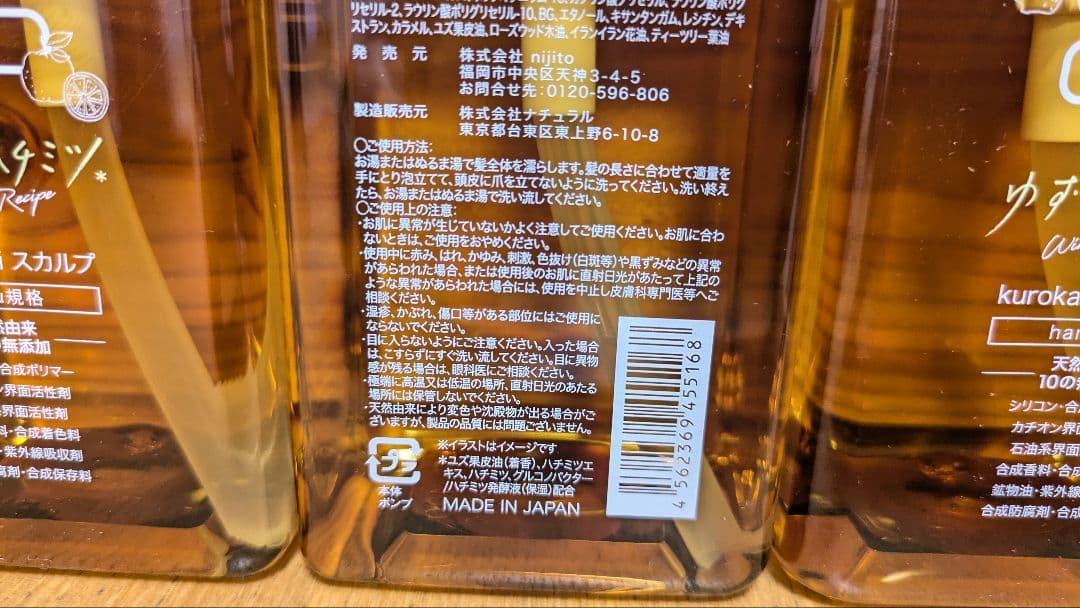 リセリル-2, ラウリン酸ポリグリセリル-10, BG, エタノール, キサンタンガム, レシチン, デキ
ストラン, カラメル, ユズ果皮油, ローズウッド木油, イランイラン花油, ティーツリー葉油
発売元 株式会社 nijito
福岡市中央区天神3-4-5
お問合せ先:0120-596-806
製造販売元 株式会社ナチュラル
東京都台東区東上野6-10-8
〇ご使用方法:
お湯またはぬるま湯で髪全体を濡らします。髪の長さに合わせて適量を
手にとり泡立てて、頭皮に爪を立てないように洗ってください。洗い終え
たら、お湯またはぬるま湯で洗い流してください。
〇ご使用上の注意:
・お肌に異常が生じていないかよく注意してご使用ください。お肌に合わ
ないときは、ご使用をおやめください。
・使用中に赤み、はれ、かゆみ、刺激、色抜け(白斑等)や黒ずみなどの異常
があらわれた場合、または使用後のお肌に直射日光があたって上記の
ような異常があらわれた場合には、使用を中止し皮膚科専門医等へご
相談ください。
・湿疹、かぶれ、傷口等がある部位にはご使用に
ならないでください。
・目に入らないようにご注意ください。入った場合
は、こすらずにすぐ洗い流してください。目に異物
感が残る場合は、眼科医にご相談ください。
・極端に高温又は低温の場所、直射日光のあたる
場所には保管しないでください。
・天然由来により変色や沈殿物が出る場合がご
ざいますが、製品の品質には問題ございません。
プラ
本体
ポンプ
※イラストはイメージです
*ユズ果皮油(着香)、ハチミツエ
キス、ハチミツ、グルコノバクター
/ハチミツ発酵液(保湿)配合
MADE IN JAPAN
4 562369 455168
ハチミツ*
Recipe
スカルプ
規格
然由来
の無添加
合成ポリマー
ン界面活性剤
系界面活性剤
料・合成着色料
・紫外線吸収剤
腐剤・合成保存料
ゆず
kuroka
han
天然
10の無
シリコン・合
カチオン界面
石油系界面
合成香料・合
鉱物油・紫外線
合成防腐剤・合成